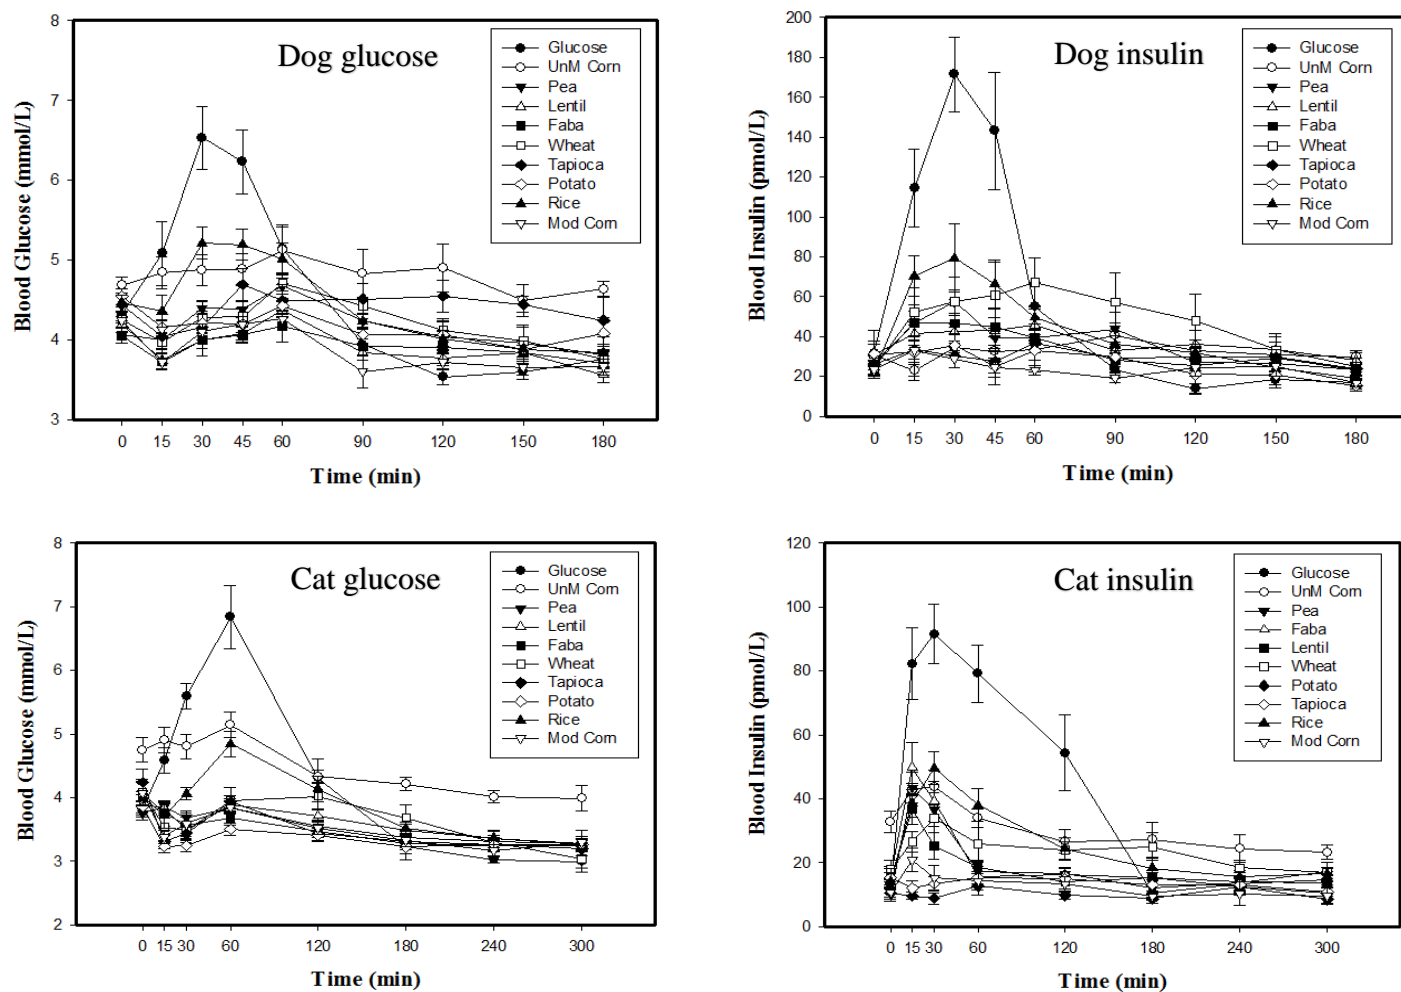 Dog glucose
Blood Glucose (mmol/L)
8
7
6
5
4
3
0 15 30 45 60 90 120 150 180
Time (min)
Glucose
UnM Corn
Pea
Lentil
Faba
Wheat
Tapioca
Potato
Rice
Mod Corn
Dog insulin
Blood Insulin (pmol/L)
200
180
160
140
120
100
80
60
40
20
0
0 15 30 45 60 90 120 150 180
Time (min)
Glucose
UnM Corn
Pea
Lentil
Faba
Wheat
Tapioca
Potato
Rice
Mod Corn
Cat glucose
Blood Glucose (mmol/L)
8
7
6
5
4
3
2
0 15 30 60 120 180 240 300
Time (min)
Glucose
UnM Corn
Pea
Lentil
Faba
Wheat
Tapioca
Potato
Rice
Mod Corn
Cat insulin
Blood Insulin (pmol/L)
120
100
80
60
40
20
0
0 15 30 60 120 180 240 300
Time (min)
Glucose
UnM Corn
Pea
Faba
Lentil
Wheat
Potato
Tapioca
Rice
Mod Corn